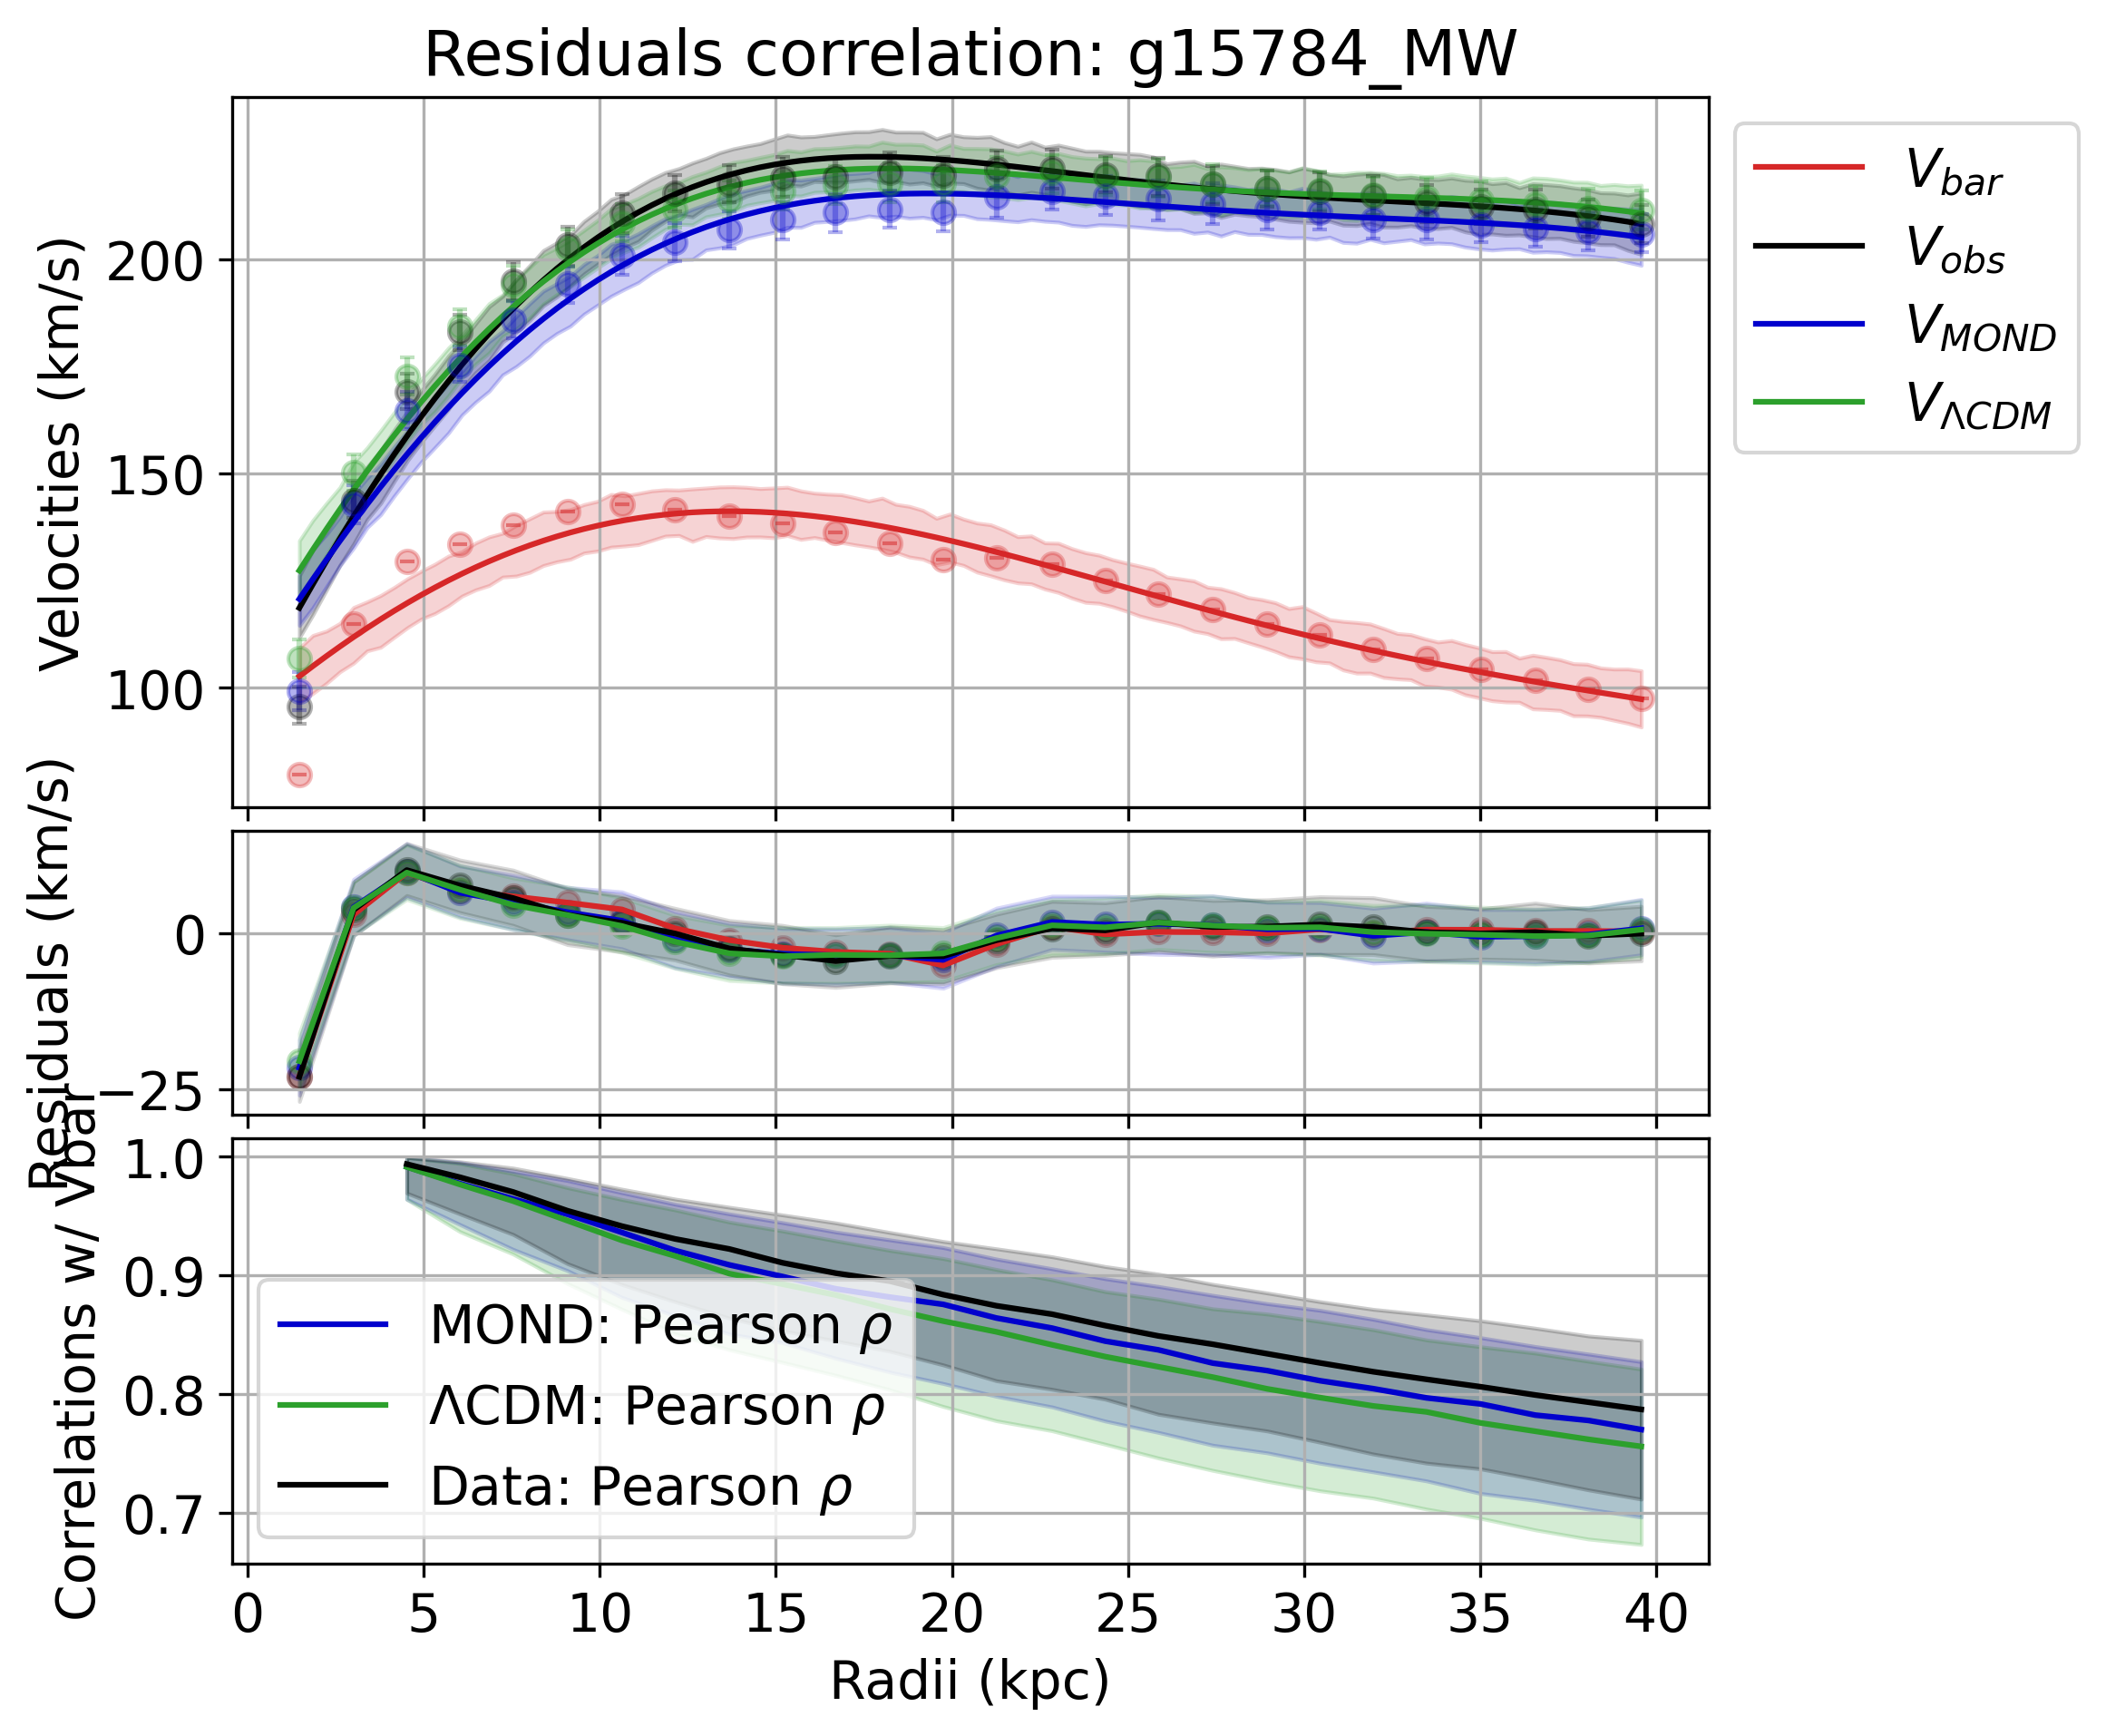 Residuals correlation: g15784_MW
Velocities (km/s)
200
150
100
V_bar
V_obs
V_MOND
V_ΛCDM
Residuals (km/s)
0
−25
Correlations w/ Vbar
1.0
0.9
0.8
0.7
MOND: Pearson ρ
ΛCDM: Pearson ρ
Data: Pearson ρ
0 5 10 15 20 25 30 35 40
Radii (kpc)